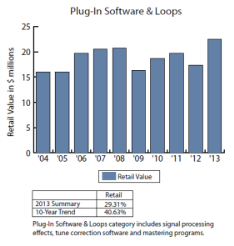 Plug-In Software & Loops
Retail Value in $ millions
25
20
15
10
5
0
'04 '05 '06 '07 '08 '09 '10 '11 '12 '13
Retail Value
Retail
2013 Summary 29.31%
10-Year Trend 40.63%
Plug-In Software & Loops category includes signal processing
effects, tune correction software and mastering programs.